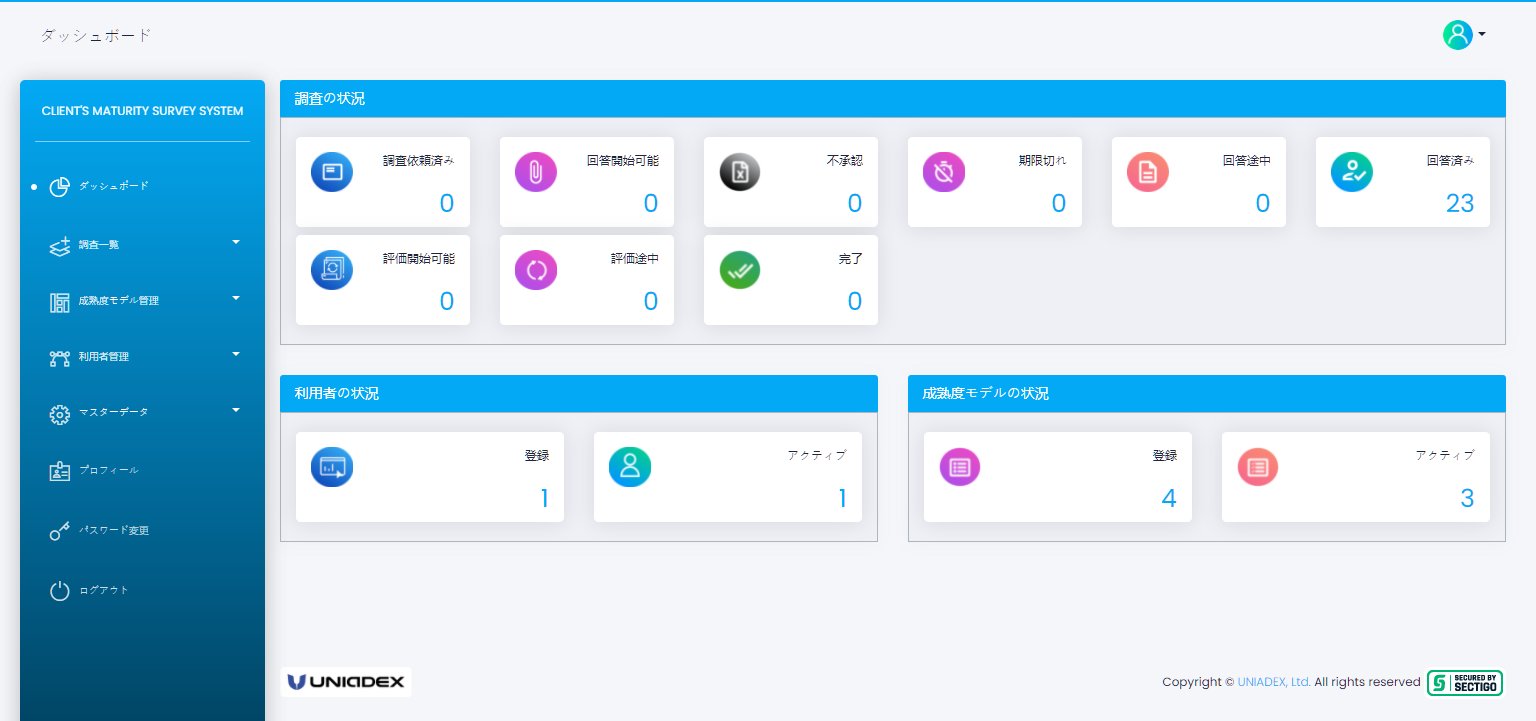 ダッシュボード
CLIENT'S MATURITY SURVEY SYSTEM
ダッシュボード
調査一覧
成熟度モデル管理
利用者管理
マスターデータ
プロフィール
パスワード変更
ログアウト
調査の状況
調査依頼済み
0
回答開始可能
0
不承認
0
期限切れ
0
回答途中
0
回答済み
23
評価開始可能
0
評価途中
0
完了
0
利用者の状況
登録
1
アクティブ
1
成熟度モデルの状況
登録
4
アクティブ
3
UNIADEX
Copyright © UNIADEX, Ltd. All rights reserved
SECURED BY
SECTIGO